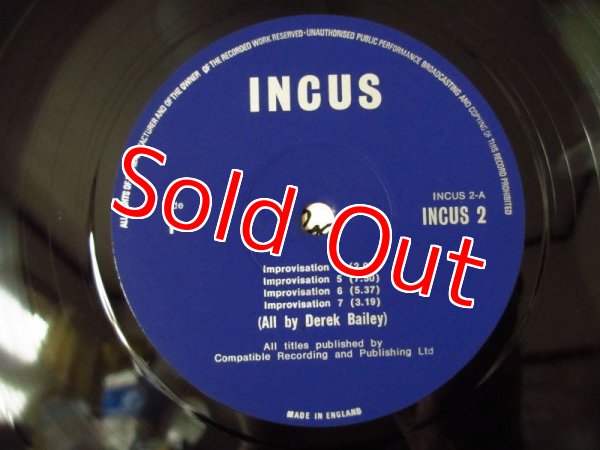 ALL RIGHTS OF THE MANUFACTURER AND OF THE OWNER OF THE RECORDED WORK RESERVED · UNAUTHORISED PUBLIC PERFORMANCE BROADCASTING AND COPYING OF THIS RECORD PROHIBITED
INCUS
INCUS 2-A
INCUS 2
Sold Out
Improvisation
Improvisation 5 (7.30)
Improvisation 6 (5.37)
Improvisation 7 (3.19)
(All by Derek Bailey)
All titles published by
Compatible Recording and Publishing Ltd
MADE IN ENGLAND